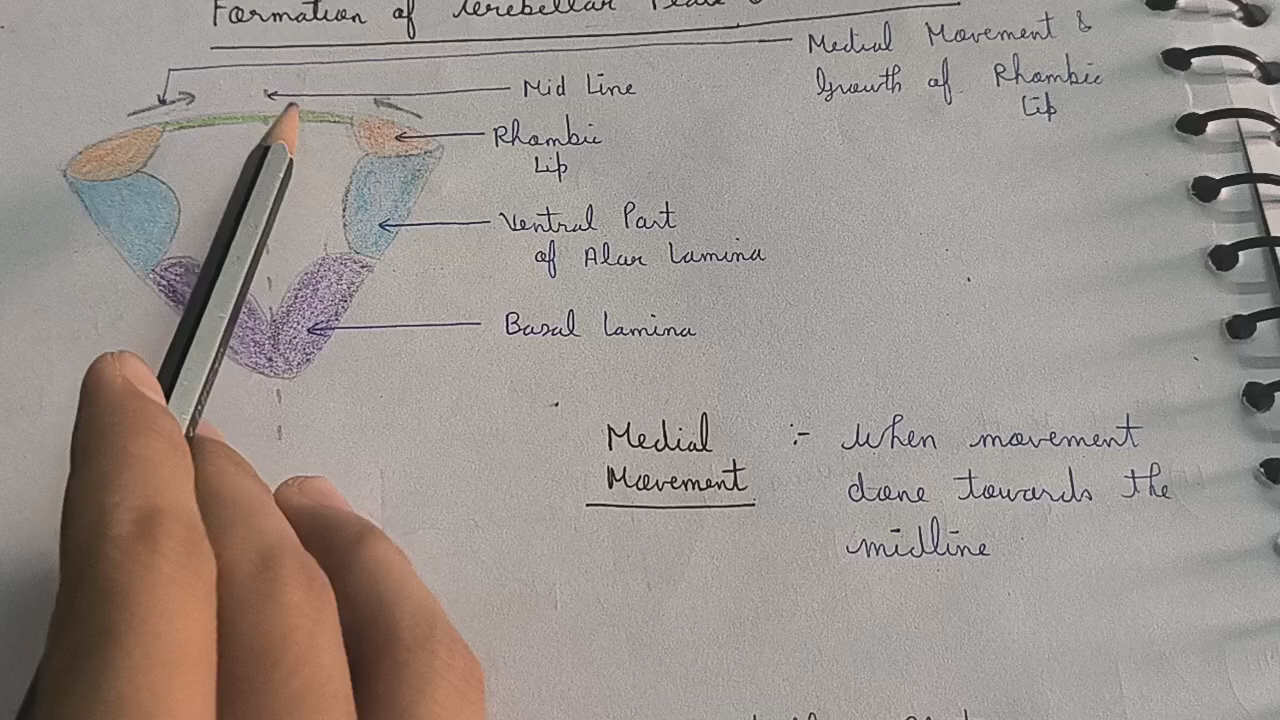 Formation of Cerebellar
Medial Movement &
Growth of Rhombic
Lip
Mid Line
Rhombic
Lip
Ventral Part
of Alar Lamina
Basal Lamina
Medial :- when movement
Movement done towards the
midline